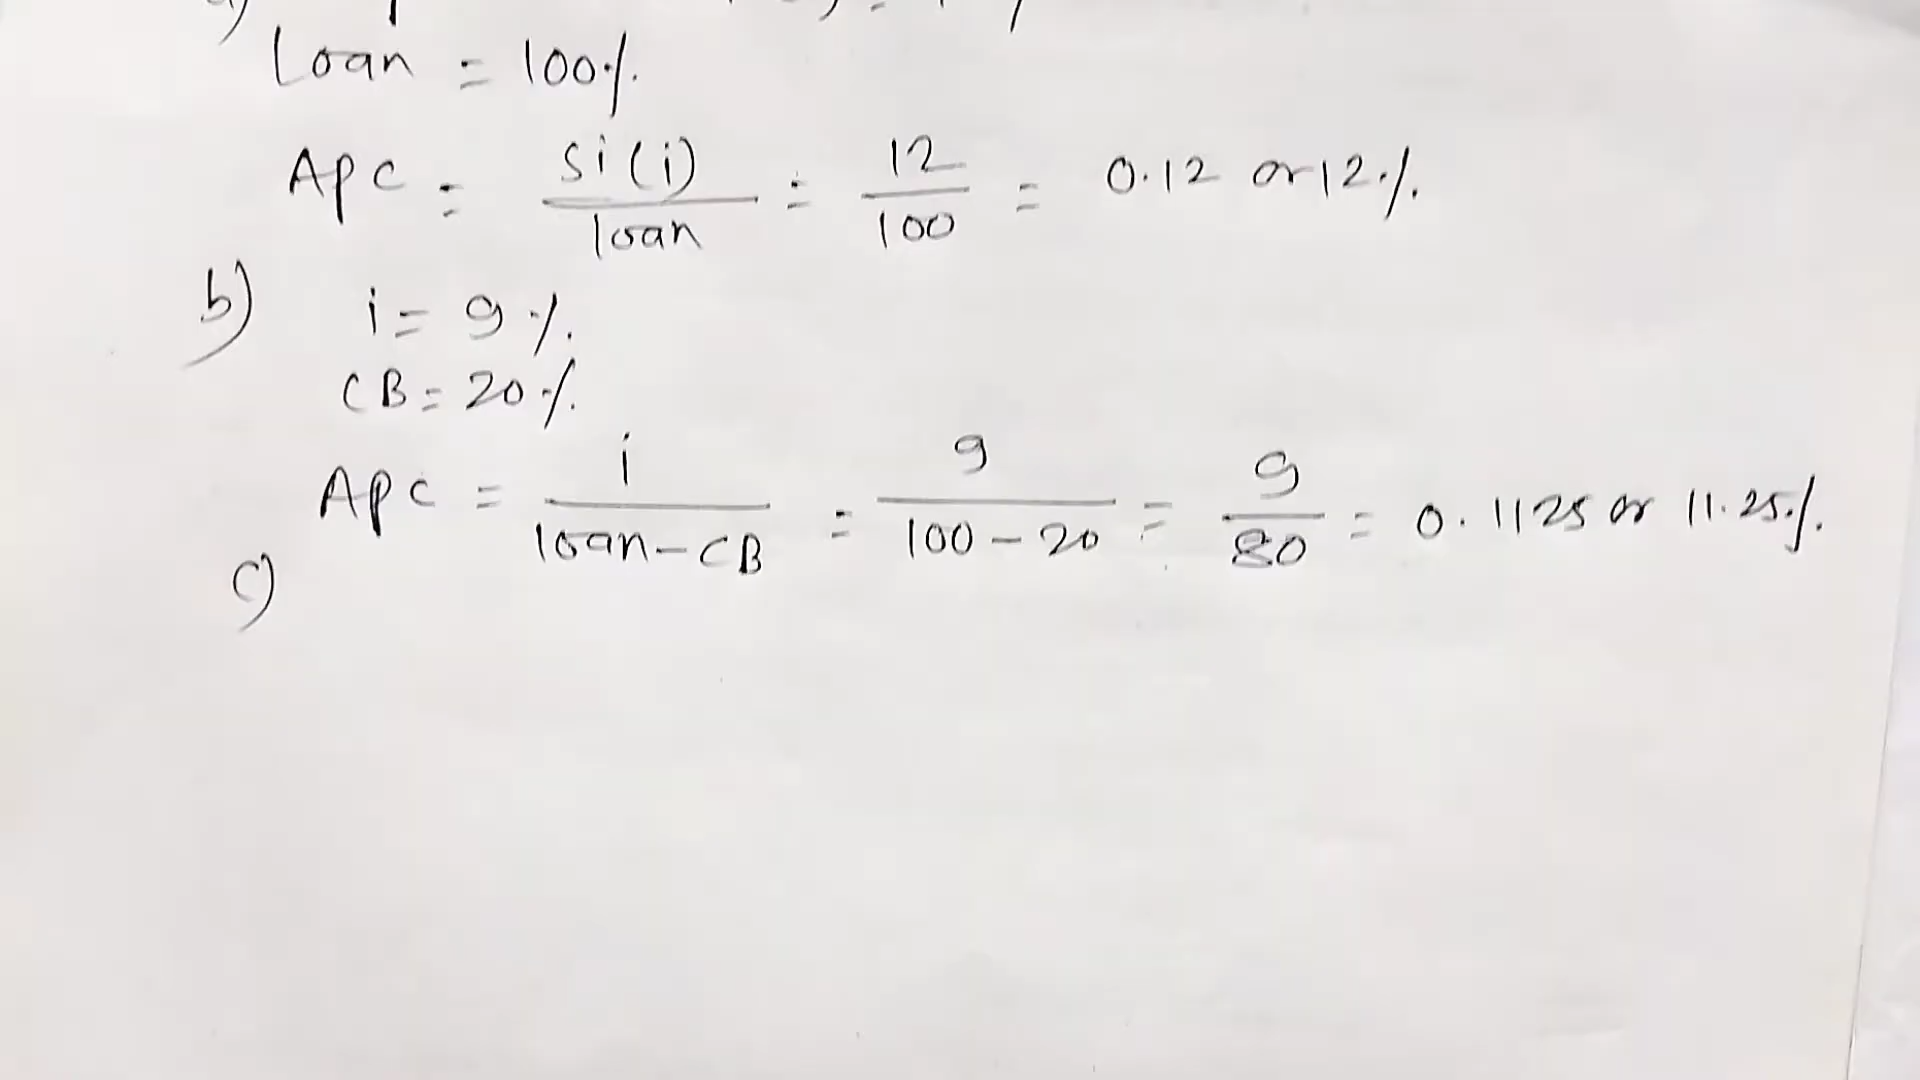 Loan = 100%
APC = si(i) / loan = 12 / 100 = 0.12 or 12%
b) i = 9%
CB = 20%
APC = i / loan - CB = 9 / 100 - 20 = 9 / 80 = 0.1125 or 11.25%
c)